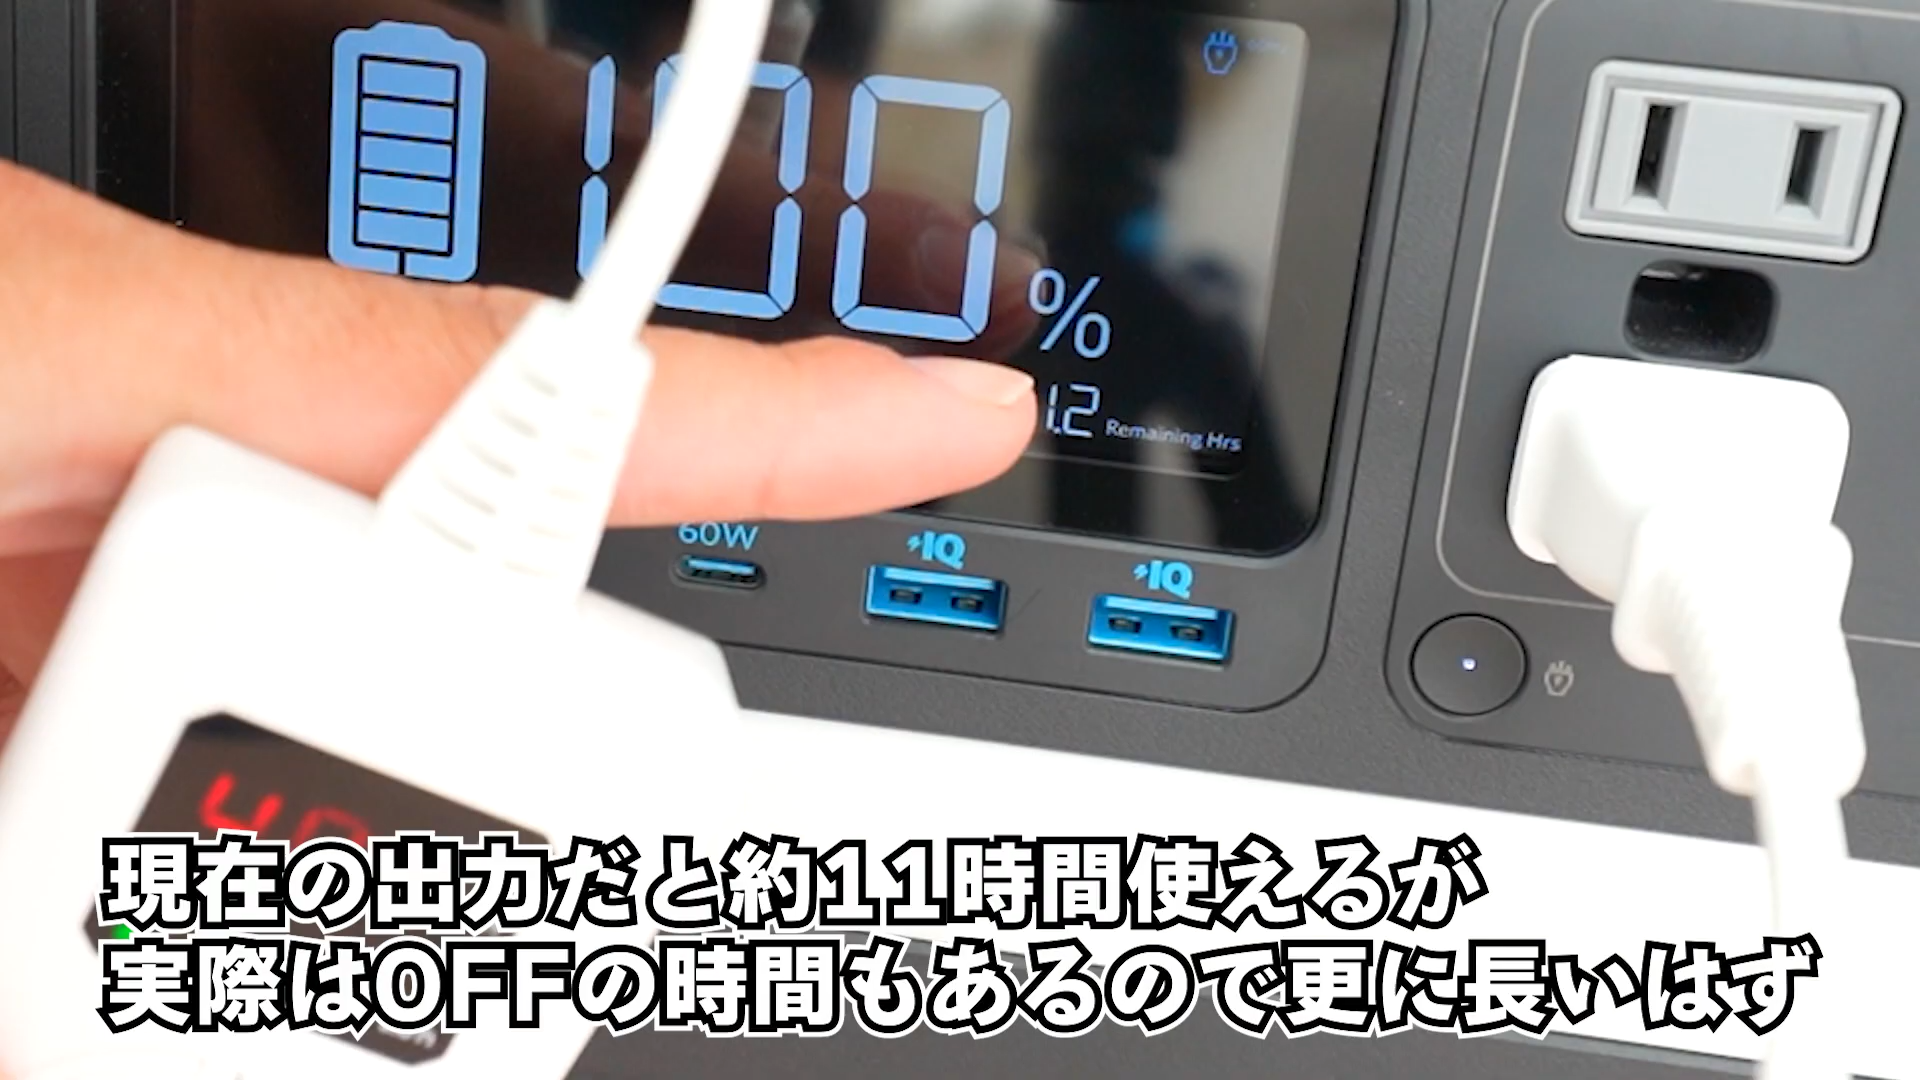 100
%
1.2 Remaining Hrs
60W
IQ
IQ
現在の出力だと約11時間使えるが
実際はOFFの時間もあるので更に長いはず